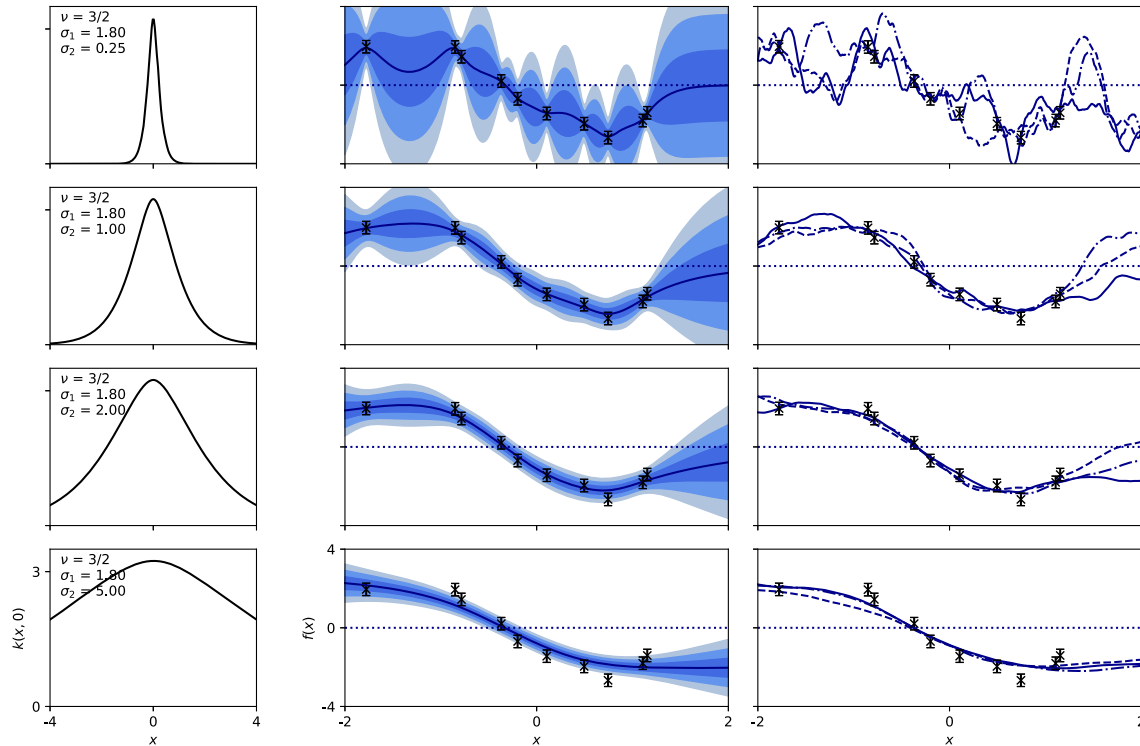 ν = 3/2
σ₁ = 1.80
σ₂ = 0.25
ν = 3/2
σ₁ = 1.80
σ₂ = 1.00
ν = 3/2
σ₁ = 1.80
σ₂ = 2.00
ν = 3/2
σ₁ = 1.80
σ₂ = 5.00
3
0
k(x, 0)
-4
0
4
x
4
0
-4
f(x)
-2
0
2
x
-2
0
2
x